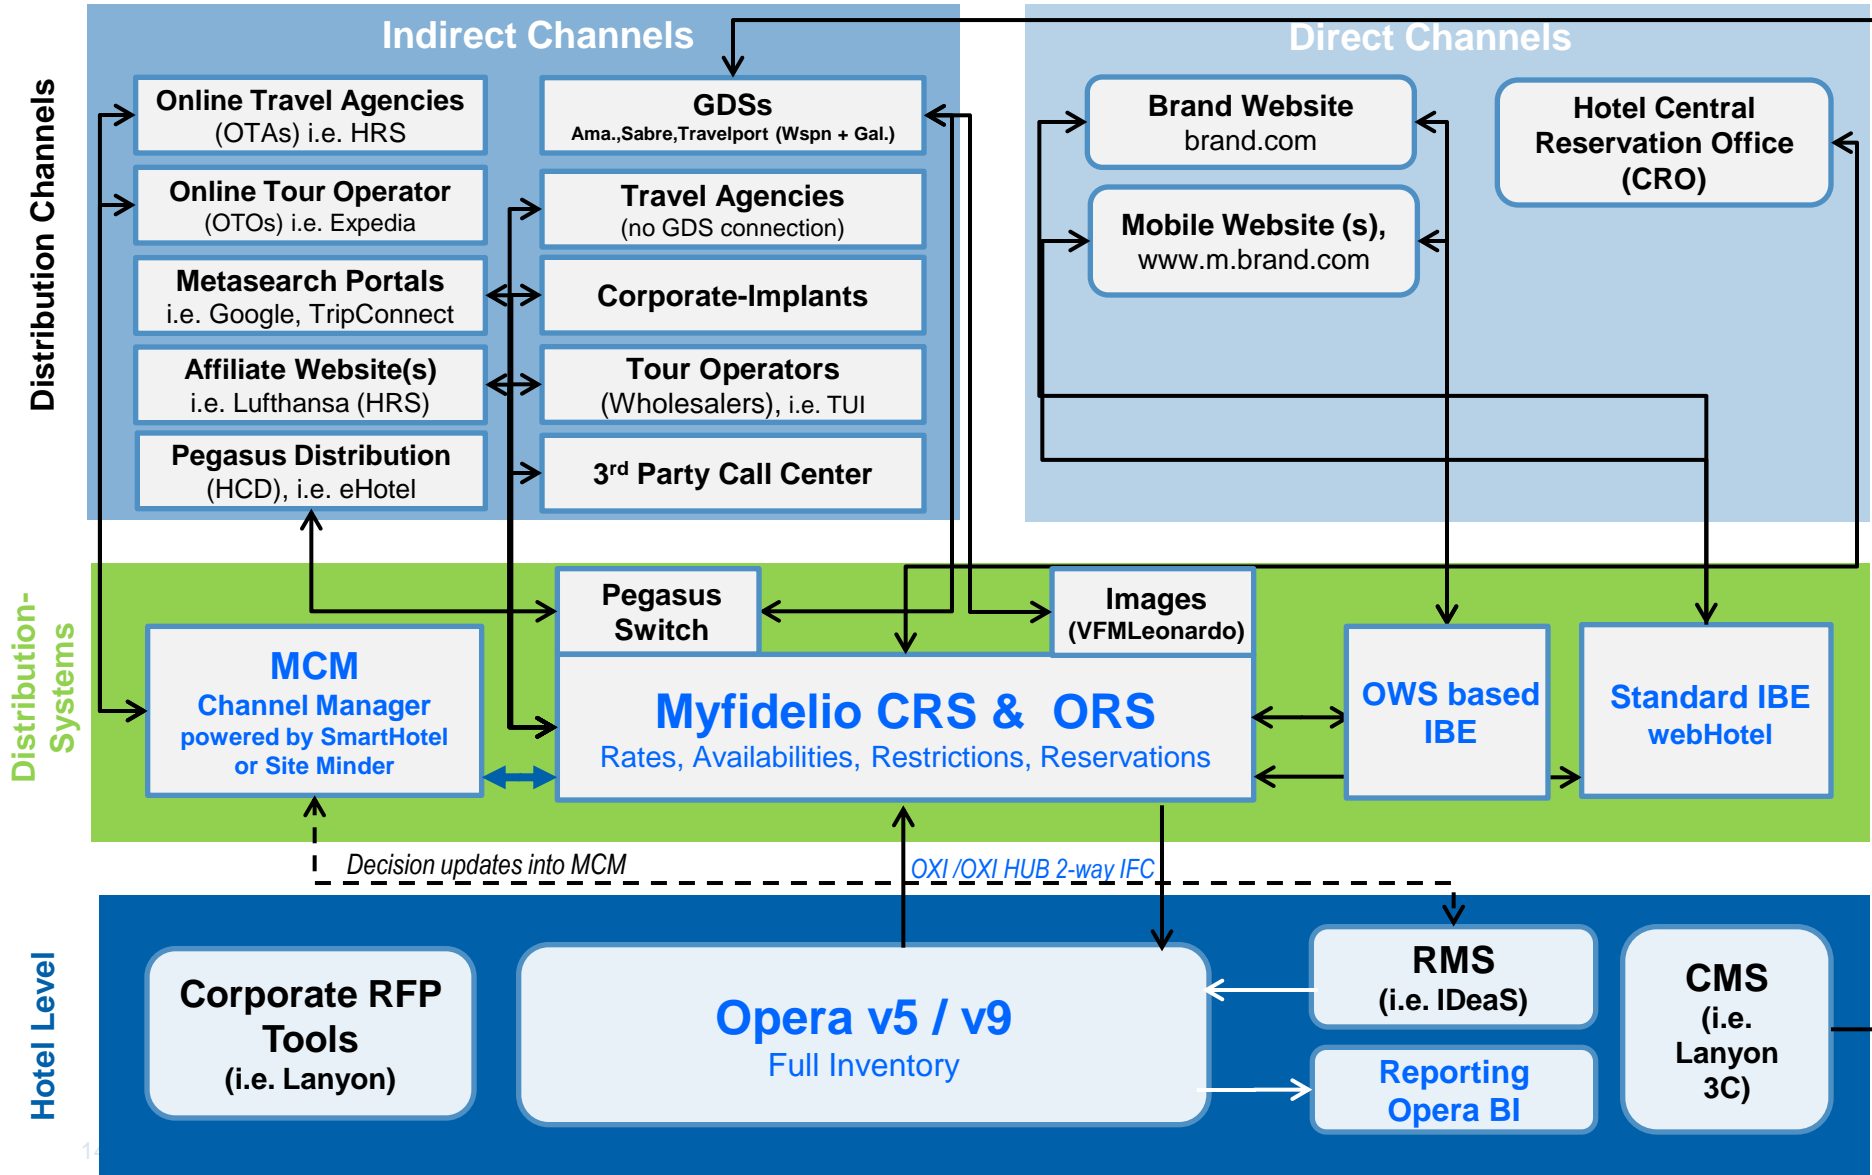 Indirect Channels
Direct Channels
Distribution Channels
Online Travel Agencies
(OTAs) i.e. HRS
Online Tour Operator
(OTOs) i.e. Expedia
Metasearch Portals
i.e. Google, TripConnect
Affiliate Website(s)
i.e. Lufthansa (HRS)
Pegasus Distribution
(HCD), i.e. eHotel
GDSs
Ama.,Sabre,Travelport (Wspn + Gal.)
Travel Agencies
(no GDS connection)
Corporate-Implants
Tour Operators
(Wholesalers), i.e. TUI
3rd Party Call Center
Brand Website
brand.com
Mobile Website (s),
www.m.brand.com
Hotel Central
Reservation Office
(CRO)
Distribution-
Systems
Pegasus
Switch
Images
(VFMLeonardo)
MCM
Channel Manager
powered by SmartHotel
or Site Minder
Myfidelio CRS & ORS
Rates, Availabilities, Restrictions, Reservations
OWS based
IBE
Standard IBE
webHotel
Decision updates into MCM
OXI /OXI HUB 2-way IFC
Hotel Level
Corporate RFP
Tools
(i.e. Lanyon)
Opera v5 / v9
Full Inventory
RMS
(i.e. IDeaS)
Reporting
Opera BI
CMS
(i.e.
Lanyon
3C)